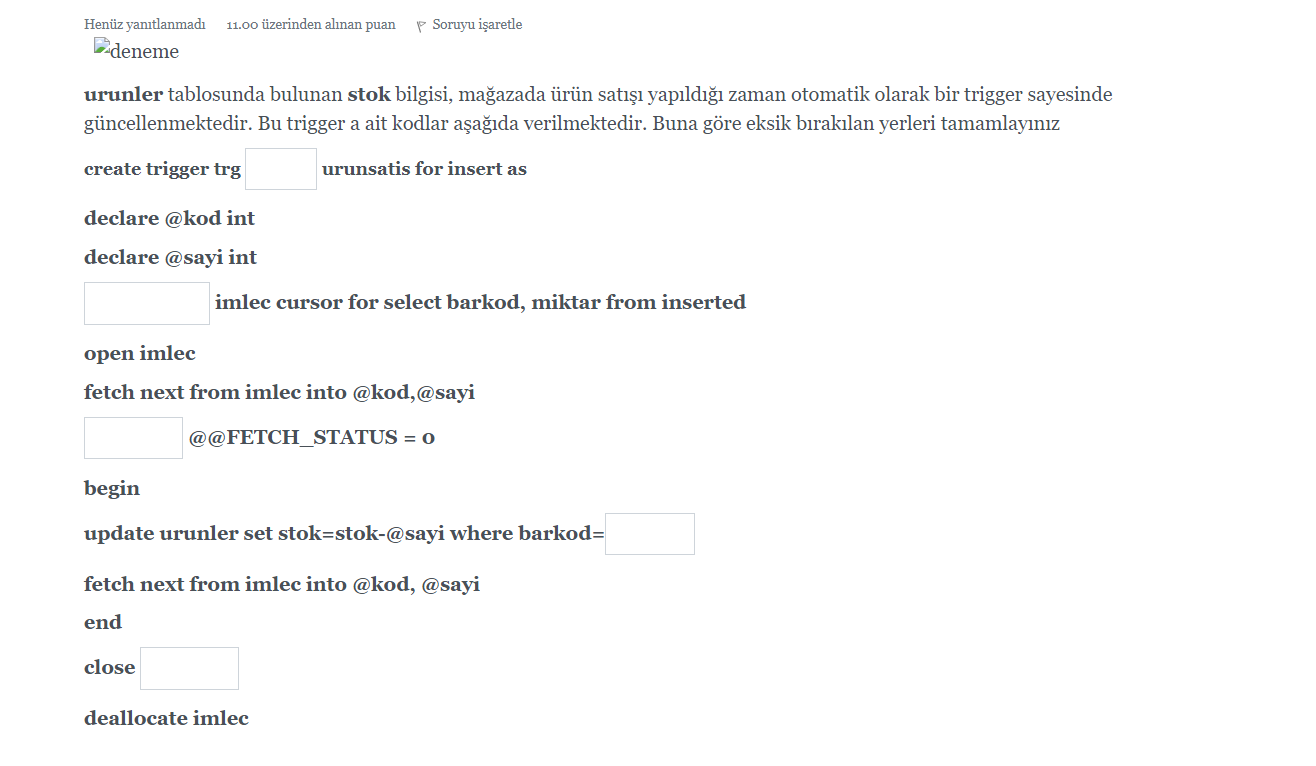 Henüz yanıtlanmadı 11.00 üzerinden alınan puan Soruyu işaretle
deneme
urunler tablosunda bulunan stok bilgisi, mağazada ürün satışı yapıldığı zaman otomatik olarak bir trigger sayesinde
güncellenmektedir. Bu trigger a ait kodlar aşağıda verilmektedir. Buna göre eksik bırakılan yerleri tamamlayınız
create trigger trg urunsatis for insert as
declare @kod int
declare @sayi int
imlec cursor for select barkod, miktar from inserted
open imlec
fetch next from imlec into @kod,@sayi
@@FETCH_STATUS = 0
begin
update urunler set stok=stok-@sayi where barkod=
fetch next from imlec into @kod, @sayi
end
close
deallocate imlec